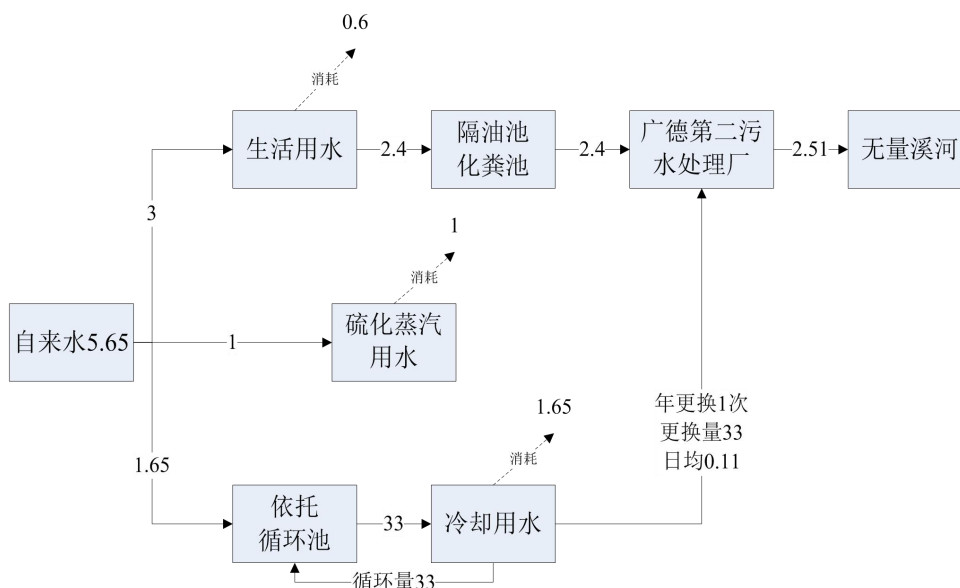 0.6
消耗
生活用水
2.4
隔油池
化粪池
2.4
广德第二污
水处理厂
2.51
无量溪河
3
1
消耗
自来水5.65
1
硫化蒸汽
用水
年更换1次
更换量33
日均0.11
1.65
消耗
1.65
依托
循环池
33
冷却用水
循环量33